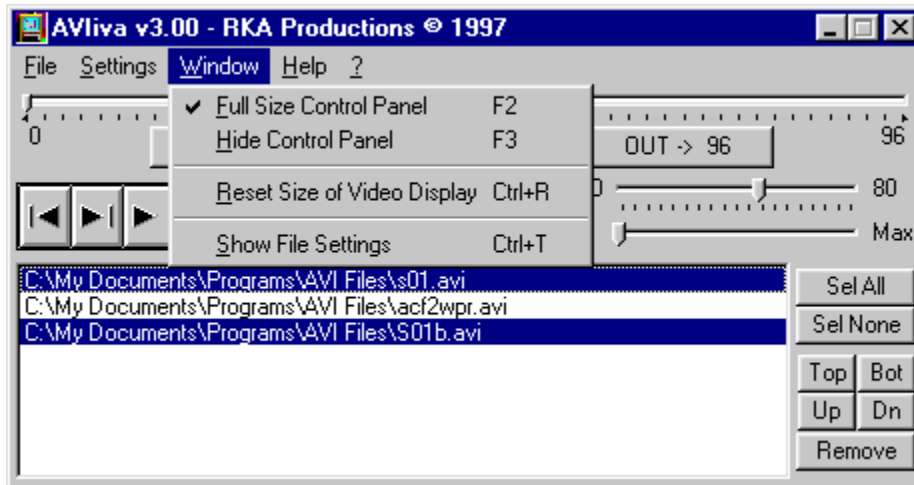 AVIiva v3.00 - RKA Productions © 1997
File Settings Window Help ?
✔ Full Size Control Panel F2
Hide Control Panel F3
Reset Size of Video Display Ctrl+R
Show File Settings Ctrl+T
0 96
OUT -> 96
0 80
Max
C:\My Documents\Programs\AVI Files\s01.avi
C:\My Documents\Programs\AVI Files\acf2wpr.avi
C:\My Documents\Programs\AVI Files\S01b.avi
Sel All
Sel None
Top Bot
Up Dn
Remove